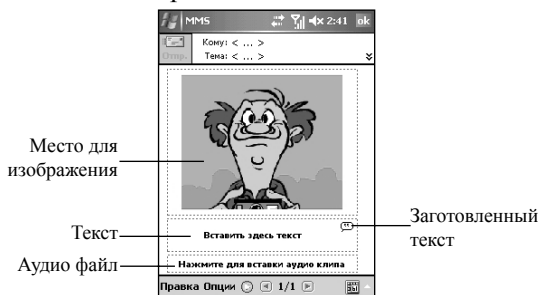 MMS 2:41 ok
Отпр.
Кому: < ... >
Тема: < ... >
Место для
изображения
Текст
Вставить здесь текст
Заготовленный
текст
Аудио файл
Нажмите для вставки аудио клипа
Правка Опции 1/1